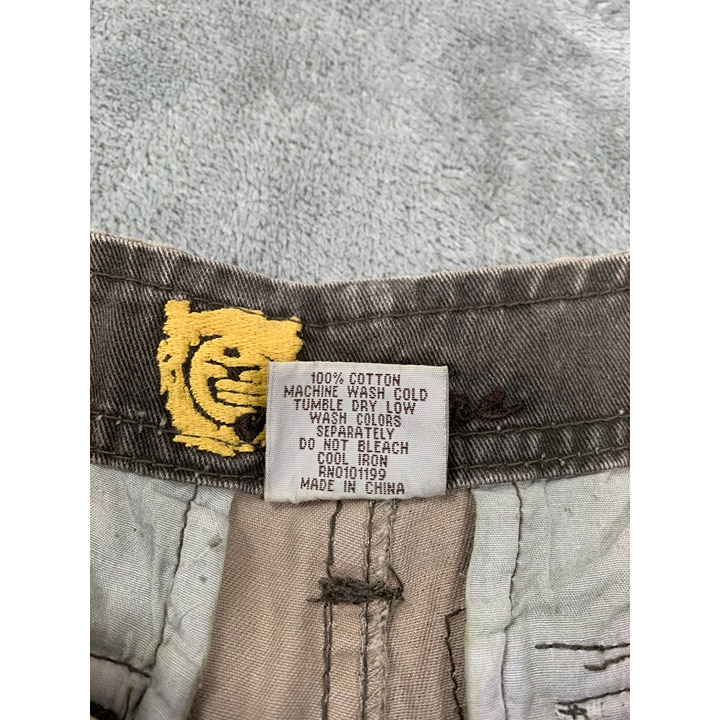 100% COTTON
MACHINE WASH COLD
TUMBLE DRY LOW
WASH COLORS
SEPARATELY
DO NOT BLEACH
COOL IRON
RN0101199
MADE IN CHINA